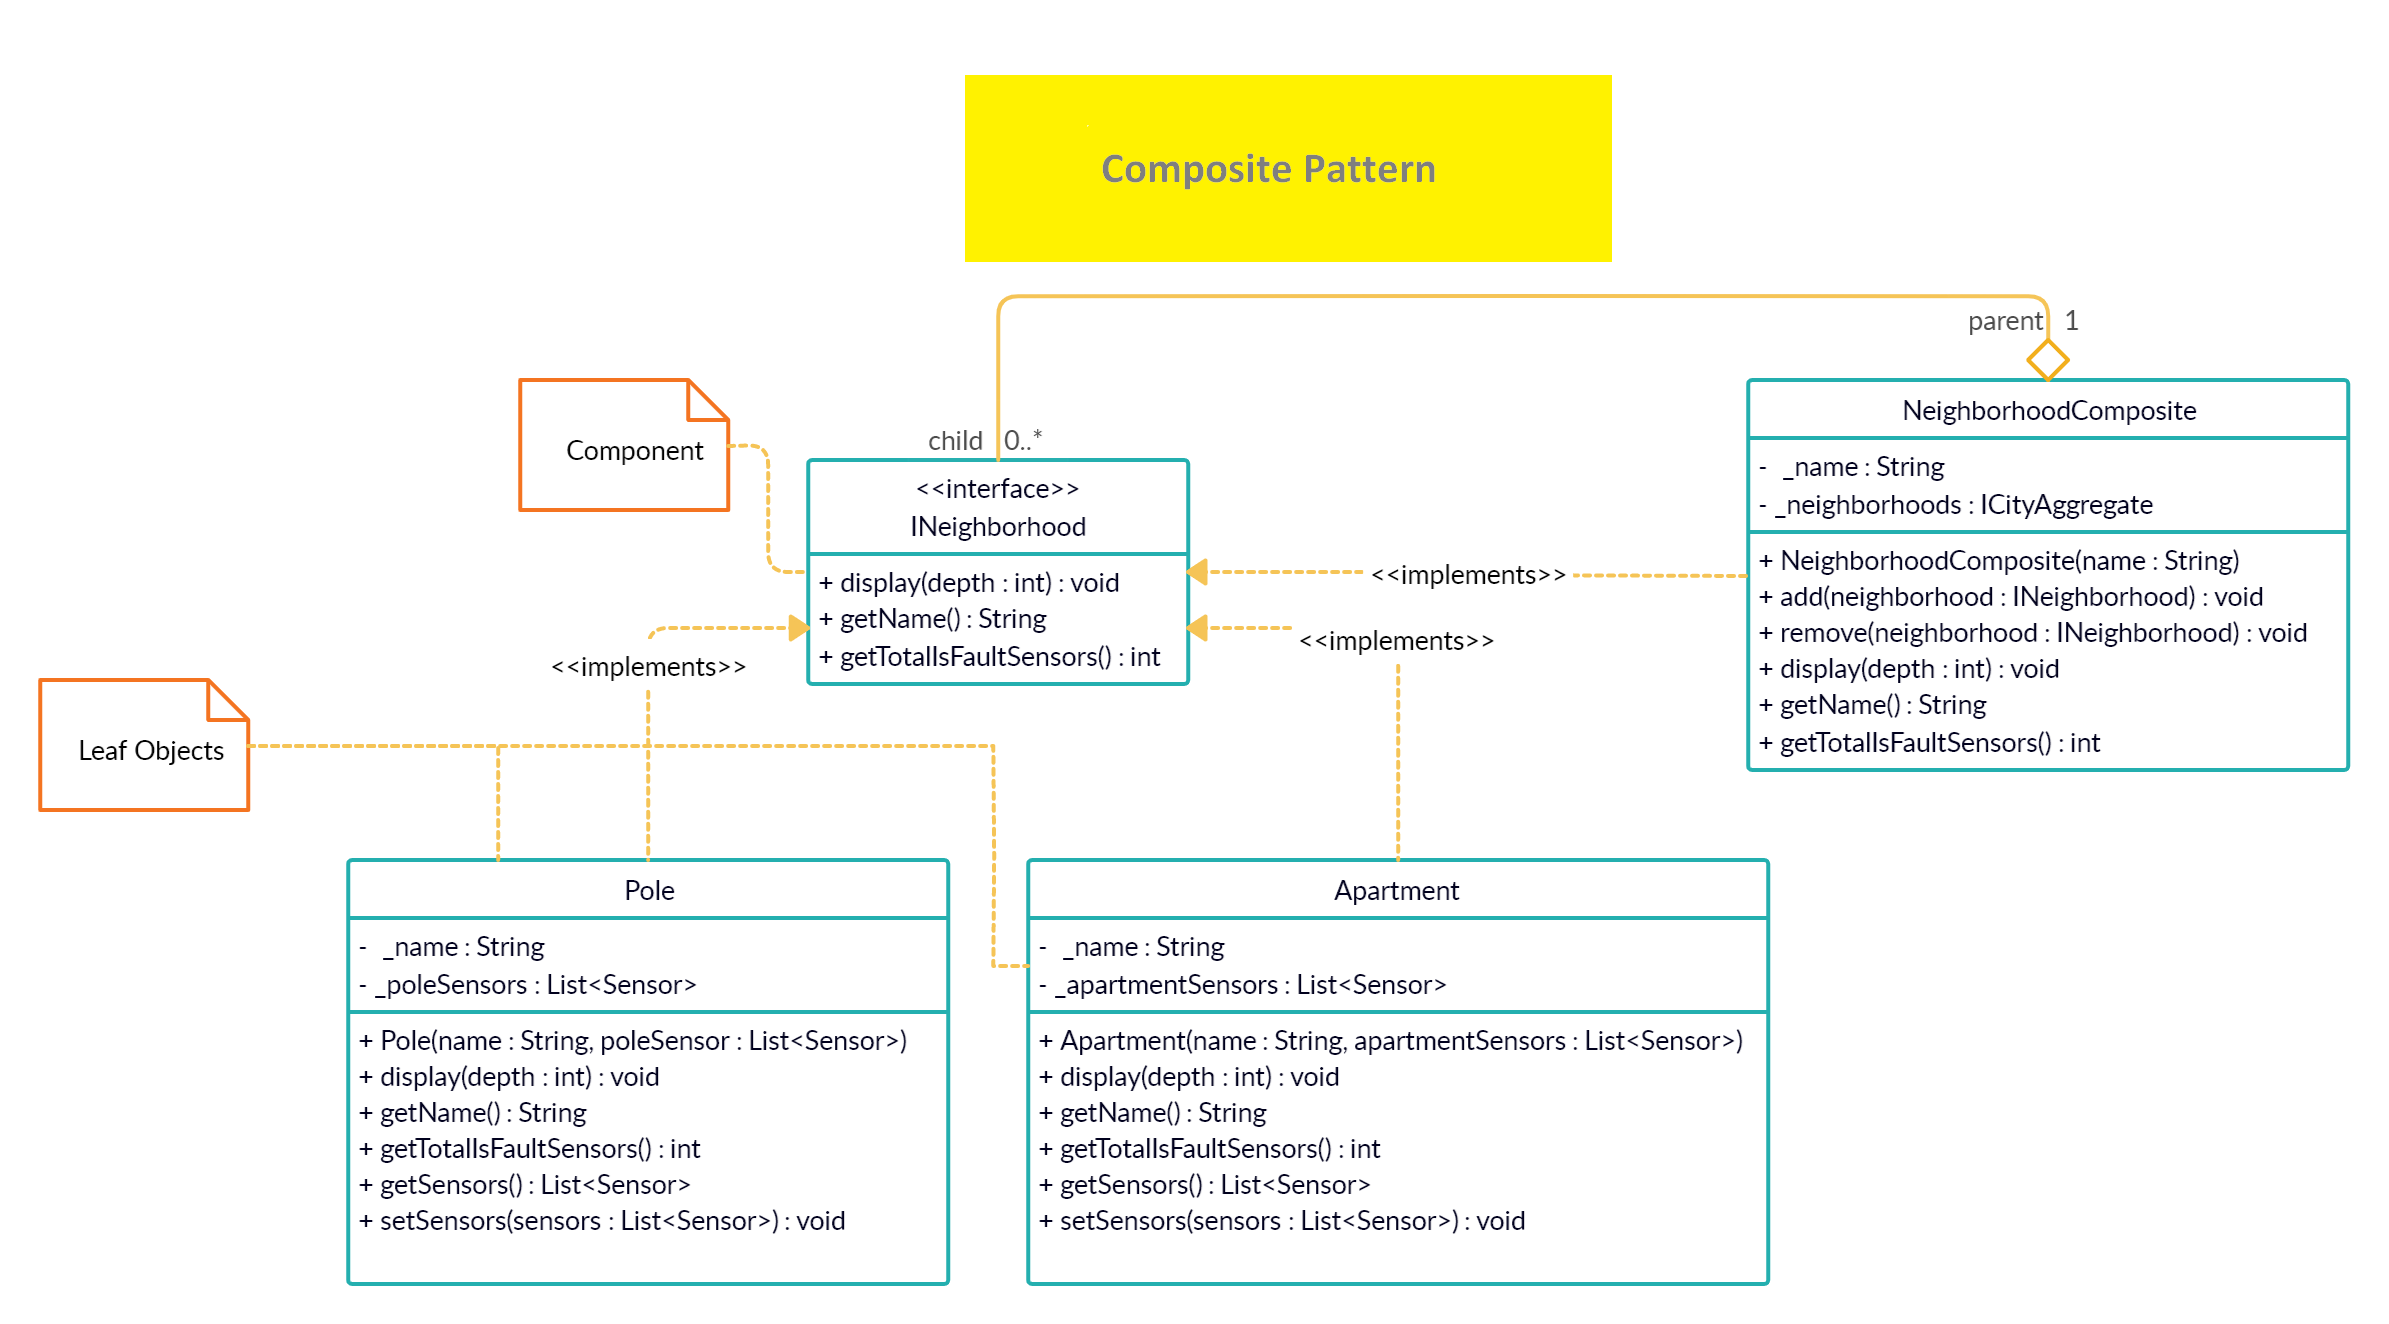 Composite Pattern
parent 1
child 0..*
Component
<<interface>>
INeighborhood
+ display(depth : int) : void
+ getName() : String
+ getTotalIsFaultSensors() : int
NeighborhoodComposite
- _name : String
- _neighborhoods : ICityAggregate
+ NeighborhoodComposite(name : String)
+ add(neighborhood : INeighborhood) : void
+ remove(neighborhood : INeighborhood) : void
+ display(depth : int) : void
+ getName() : String
+ getTotalIsFaultSensors() : int
<<implements>>
<<implements>>
<<implements>>
Leaf Objects
Pole
- _name : String
- _poleSensors : List<Sensor>
+ Pole(name : String, poleSensor : List<Sensor>)
+ display(depth : int) : void
+ getName() : String
+ getTotalIsFaultSensors() : int
+ getSensors() : List<Sensor>
+ setSensors(sensors : List<Sensor>) : void
Apartment
- _name : String
- _apartmentSensors : List<Sensor>
+ Apartment(name : String, apartmentSensors : List<Sensor>)
+ display(depth : int) : void
+ getName() : String
+ getTotalIsFaultSensors() : int
+ getSensors() : List<Sensor>
+ setSensors(sensors : List<Sensor>) : void